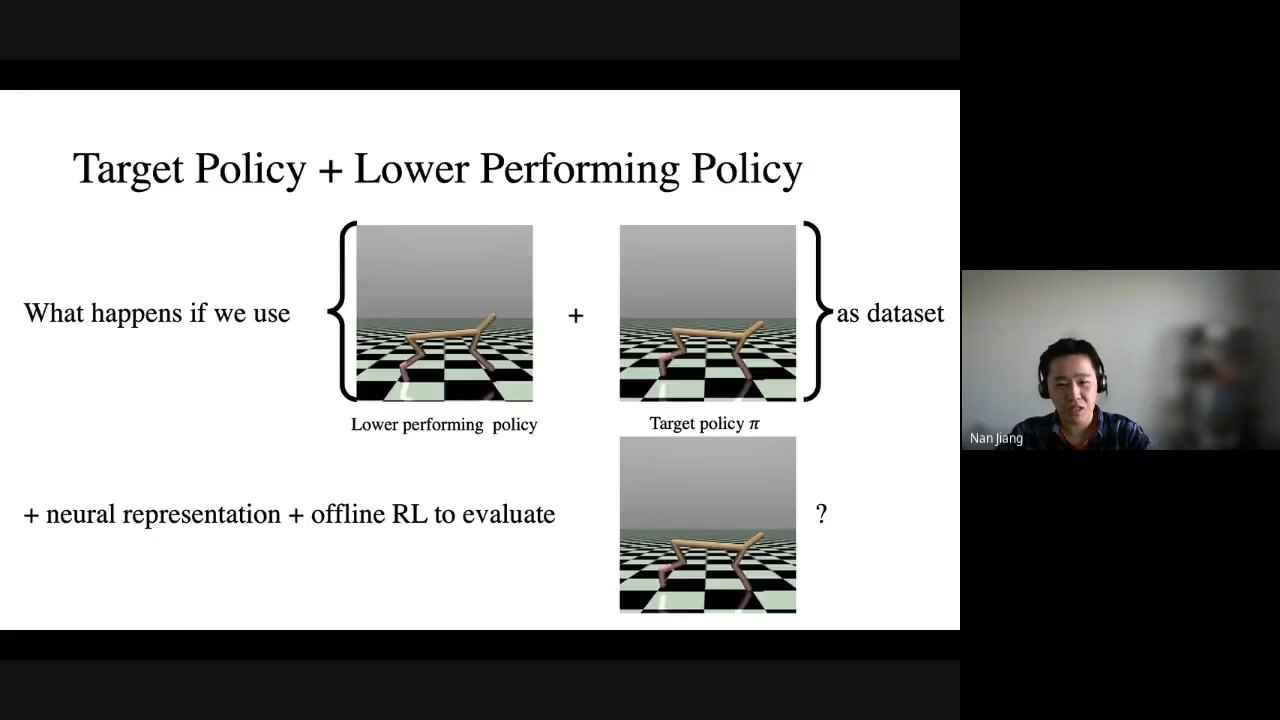 Target Policy + Lower Performing Policy
What happens if we use { + } as dataset
Lower performing policy
Target policy π
+ neural representation + offline RL to evaluate ?
Nan Jiang